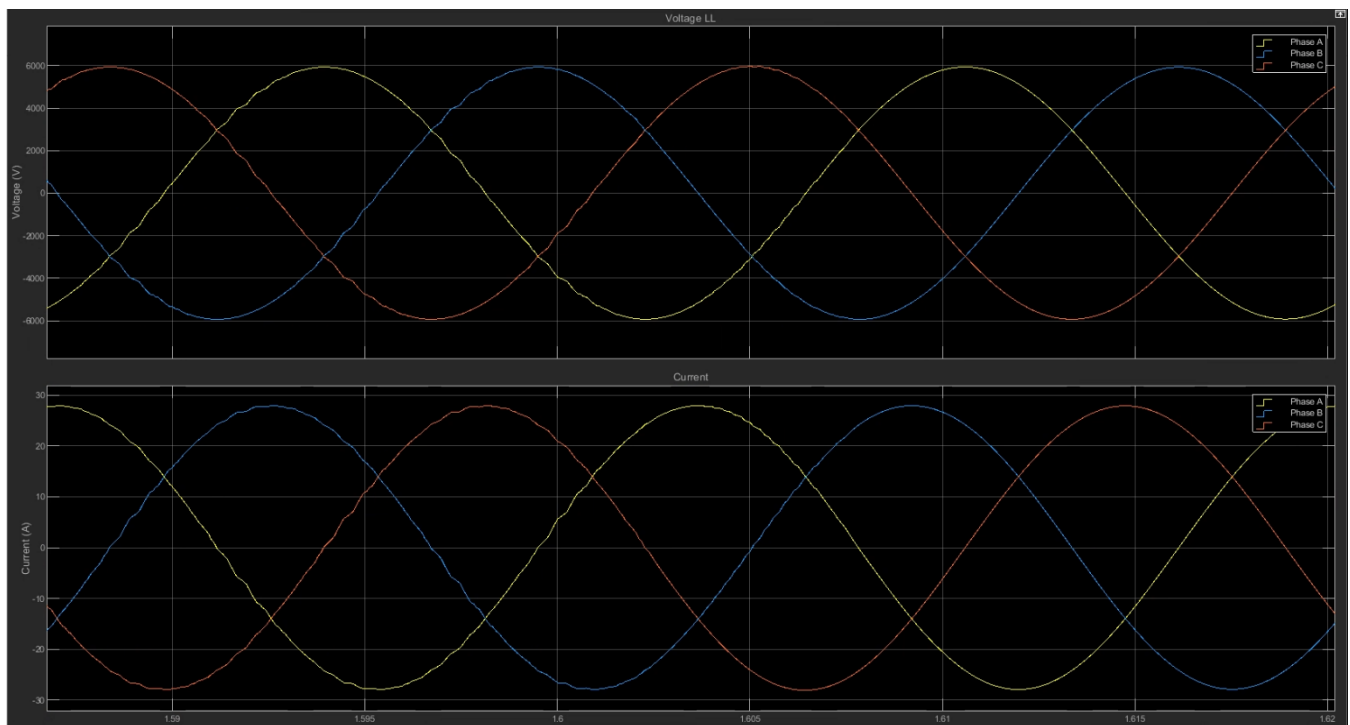 Voltage LL
Phase A
Phase B
Phase C
6000
4000
2000
0
-2000
-4000
-6000
Voltage (V)
Current
Phase A
Phase B
Phase C
30
20
10
0
-10
-20
-30
Current (A)
1.59
1.595
1.6
1.605
1.61
1.615
1.62